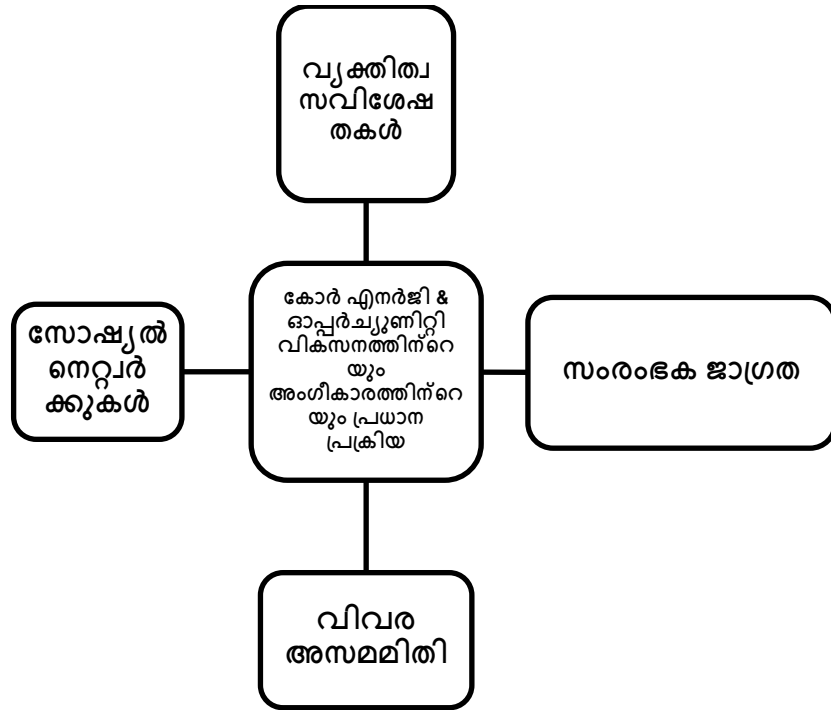 വ്യക്തിത്വ
സവിശേഷ
തകൾ
സോഷ്യൽ
നെറ്റ്വർ
ക്കുകൾ
കോർ എനർജി &
ഓപ്പർച്യുണിറ്റി
വികസനത്തിന്റെ
യും
അംഗീകാരത്തിന്റെ
യും പ്രധാന
പ്രക്രിയ
സംരംഭക ജാഗ്രത
വിവര
അസമമിതി